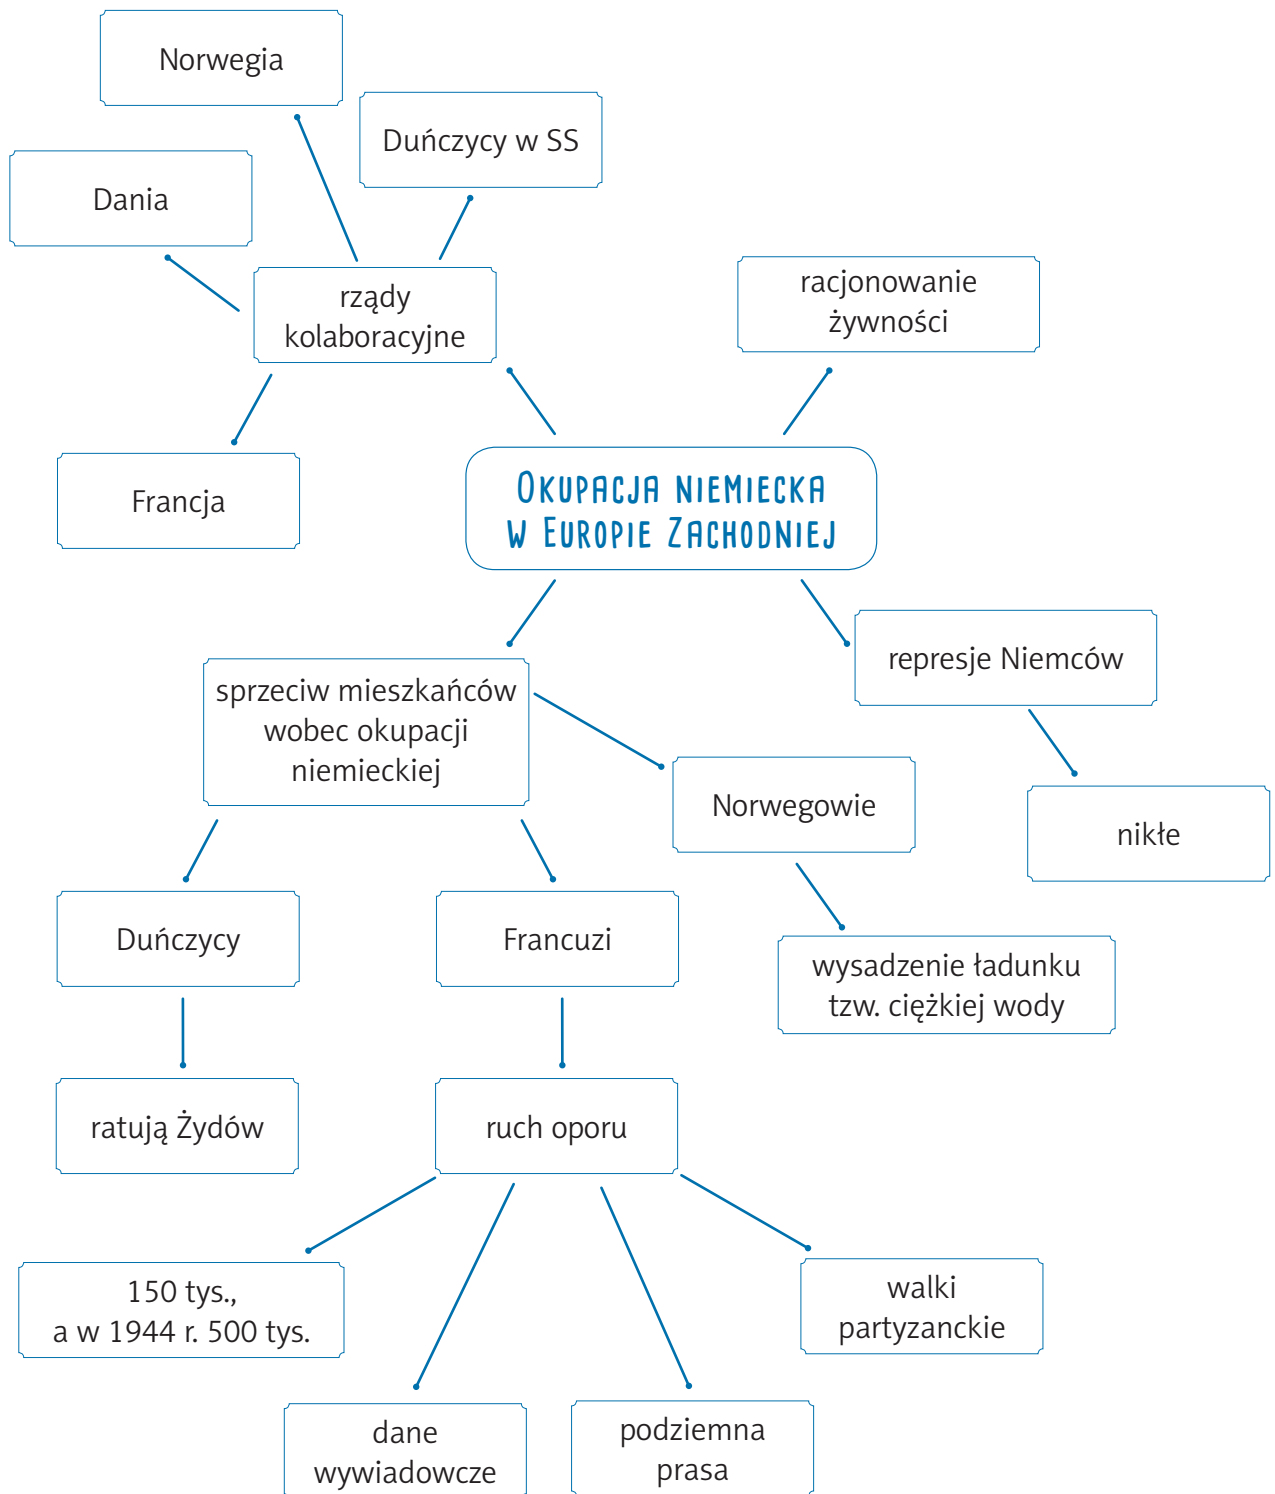 Norwegia
Duńczycy w SS
Dania
rządy
kolaboracyjne
racjonowanie
żywności
Francja
OKUPACJA NIEMIECKA
W EUROPIE ZACHODNIEJ
represje Niemców
sprzeciw mieszkańców
wobec okupacji
niemieckiej
Norwegowie
nikłe
Duńczycy
Francuzi
wysadzenie ładunku
tzw. ciężkiej wody
ratują Żydów
ruch oporu
150 tys.,
a w 1944 r. 500 tys.
walki
partyzanckie
dane
wywiadowcze
podziemna
prasa